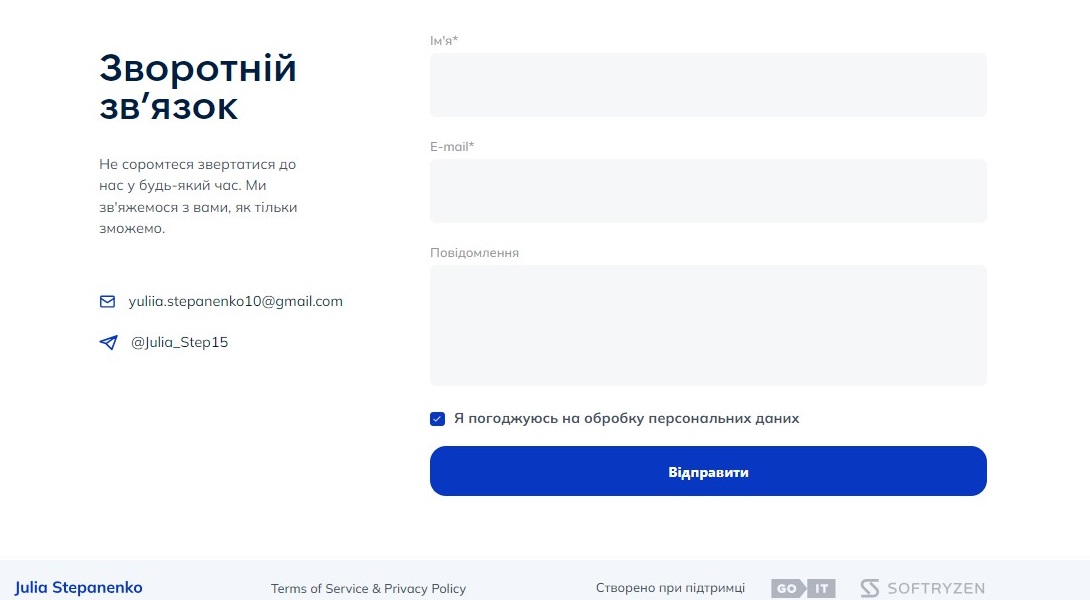 Зворотній
зв’язок
Не соромтеся звертатися до
нас у будь-який час. Ми
зв'яжемося з вами, як тільки
зможемо.
yuliia.stepanenko10@gmail.com
@Julia_Step15
Ім'я*
E-mail*
Повідомлення
Я погоджуюсь на обробку персональних даних
Відправити
Julia Stepanenko
Terms of Service & Privacy Policy
Створено при підтримці
GO IT
SOFTRYZEN